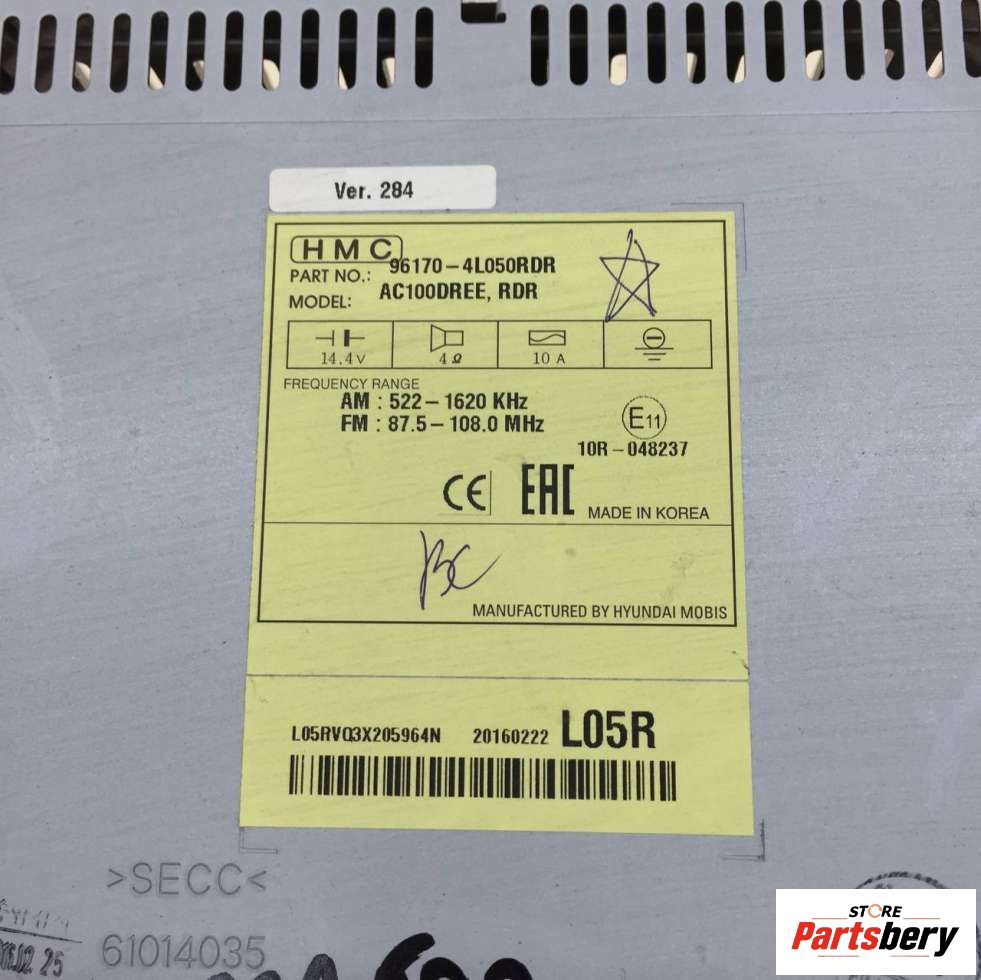 Ver. 284
HMC
PART NO.: 96170-4L050RDR
MODEL: AC100DREE, RDR
14.4V 4Ω 10 A
FREQUENCY RANGE
AM : 522-1620 KHz
FM : 87.5-108.0 MHz
E11
10R-048237
CE EAC MADE IN KOREA
BC
MANUFACTURED BY HYUNDAI MOBIS
L05RVQ3X205964N 20160222 L05R
>SECC<
61014035
STORE
Partsbery